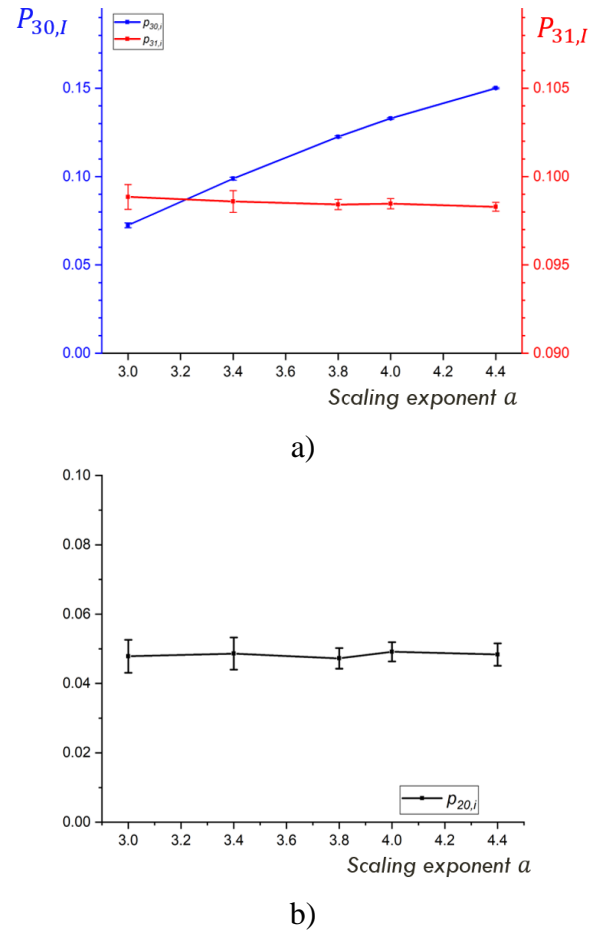 P30,I
P31,I
p30,i
p31,i
0.15
0.10
0.05
0.00
0.105
0.100
0.095
0.090
3.0 3.2 3.4 3.6 3.8 4.0 4.2 4.4
Scaling exponent a
a)
0.10
0.08
0.06
0.04
0.02
0.00
p20,i
3.0 3.2 3.4 3.6 3.8 4.0 4.2 4.4
Scaling exponent a
b)